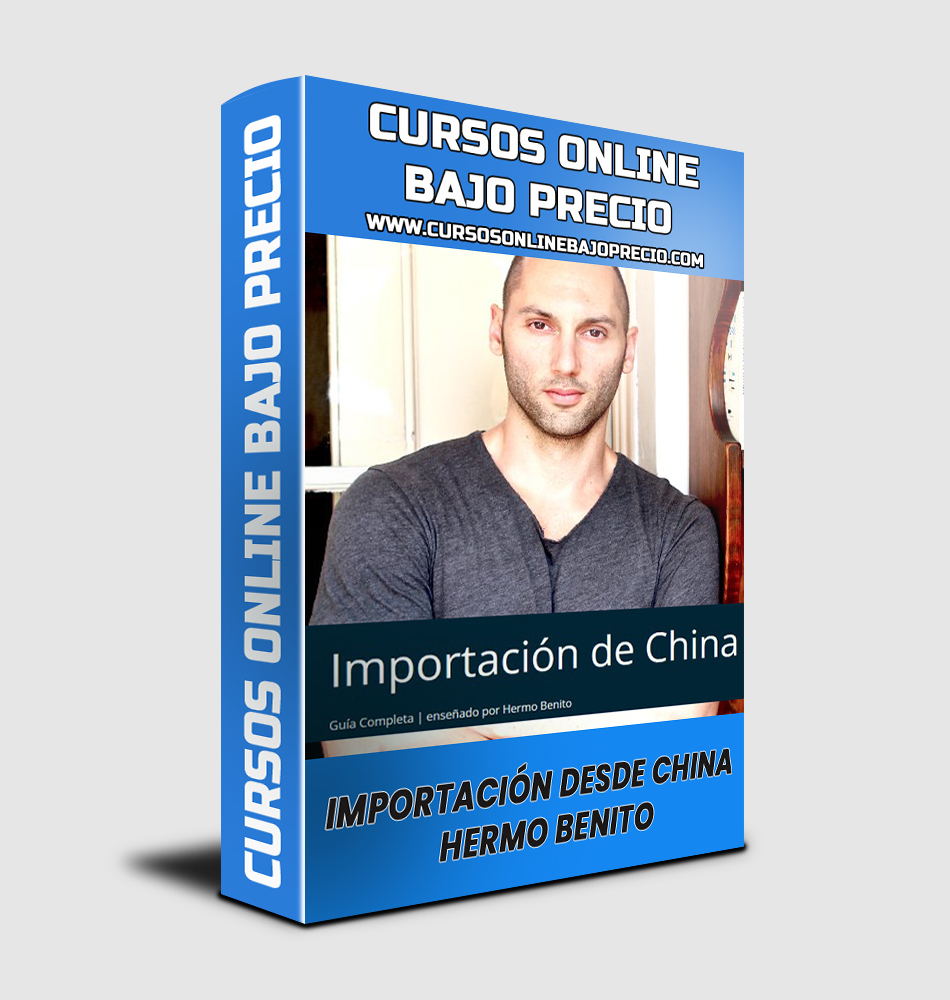 CURSOS ONLINE BAJO PRECIO
CURSOS ONLINE
BAJO PRECIO
WWW.CURSOSONLINEBAJOPRECIO.COM
Importación de China
Guía Completa | enseñado por Hermo Benito
IMPORTACIÓN DESDE CHINA
HERMO BENITO